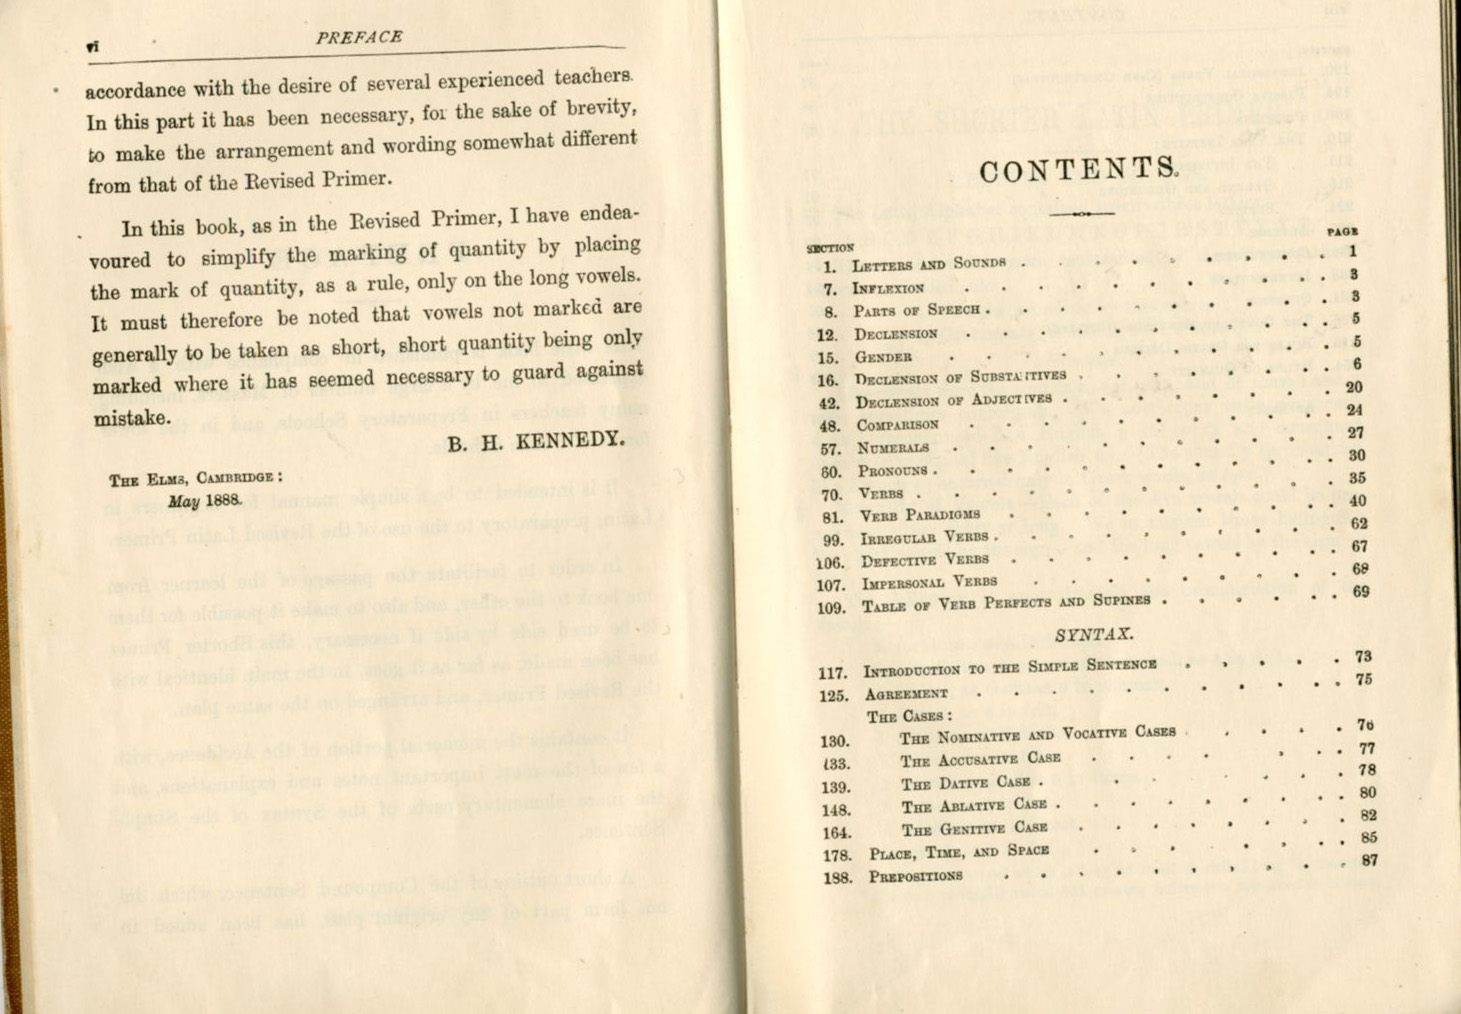 vi
PREFACE
accordance with the desire of several experienced teachers.
In this part it has been necessary, for the sake of brevity,
to make the arrangement and wording somewhat different
from that of the Revised Primer.
In this book, as in the Revised Primer, I have endea-
voured to simplify the marking of quantity by placing
the mark of quantity, as a rule, only on the long vowels.
It must therefore be noted that vowels not marked are
generally to be taken as short, short quantity being only
marked where it has seemed necessary to guard against
mistake.
B. H. KENNEDY.
THE ELMS, CAMBRIDGE:
May 1888.
CONTENTS.
SECTION PAGE
1. LETTERS AND SOUNDS . . . . . . . . . 1
7. INFLEXION . . . . . . . . . . 3
8. PARTS OF SPEECH . . . . . . . . . . 3
12. DECLENSION . . . . . . . . . . 5
15. GENDER . . . . . . . . . . 5
16. DECLENSION OF SUBSTANTIVES . . . . . . . . 6
42. DECLENSION OF ADJECTIVES . . . . . . . . 20
48. COMPARISON . . . . . . . . . . 24
57. NUMERALS . . . . . . . . . . 27
60. PRONOUNS . . . . . . . . . . . 30
70. VERBS . . . . . . . . . . . 35
81. VERB PARADIGMS . . . . . . . . . 40
99. IRREGULAR VERBS . . . . . . . . . . 62
106. DEFECTIVE VERBS . . . . . . . . . 67
107. IMPERSONAL VERBS . . . . . . . . . 68
109. TABLE OF VERB PERFECTS AND SUPINES . . . . . . 69
SYNTAX.
117. INTRODUCTION TO THE SIMPLE SENTENCE . . . . . 73
125. AGREEMENT . . . . . . . . . . . 75
THE CASES:
130. THE NOMINATIVE AND VOCATIVE CASES . . . . . 76
133. THE ACCUSATIVE CASE . . . . . . . . 77
139. THE DATIVE CASE . . . . . . . 78
148. THE ABLATIVE CASE . . . . . . . . . 80
164. THE GENITIVE CASE . . . . . . . . 82
178. PLACE, TIME, AND SPACE . . . . . . . . 85
188. PREPOSITIONS . . . . . . . . . . 87